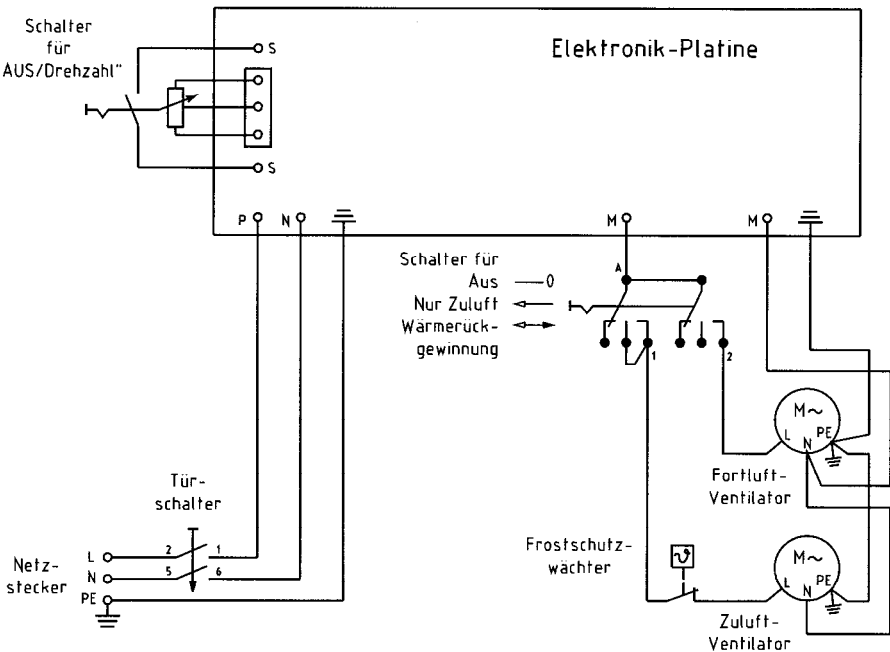 Schalter
für
AUS/Drehzahl"
S
S
Elektronik-Platine
P N M M
Schalter für
Aus 0
Nur Zuluft
Wärmerück-
gewinnung
A
1 2
M~
L N PE
Fortluft-
Ventilator
Tür-
schalter
Netz-
stecker
L 2 1
N 5 6
PE
Frostschutz-
wächter
ϑ
M~
L N PE
Zuluft-
Ventilator